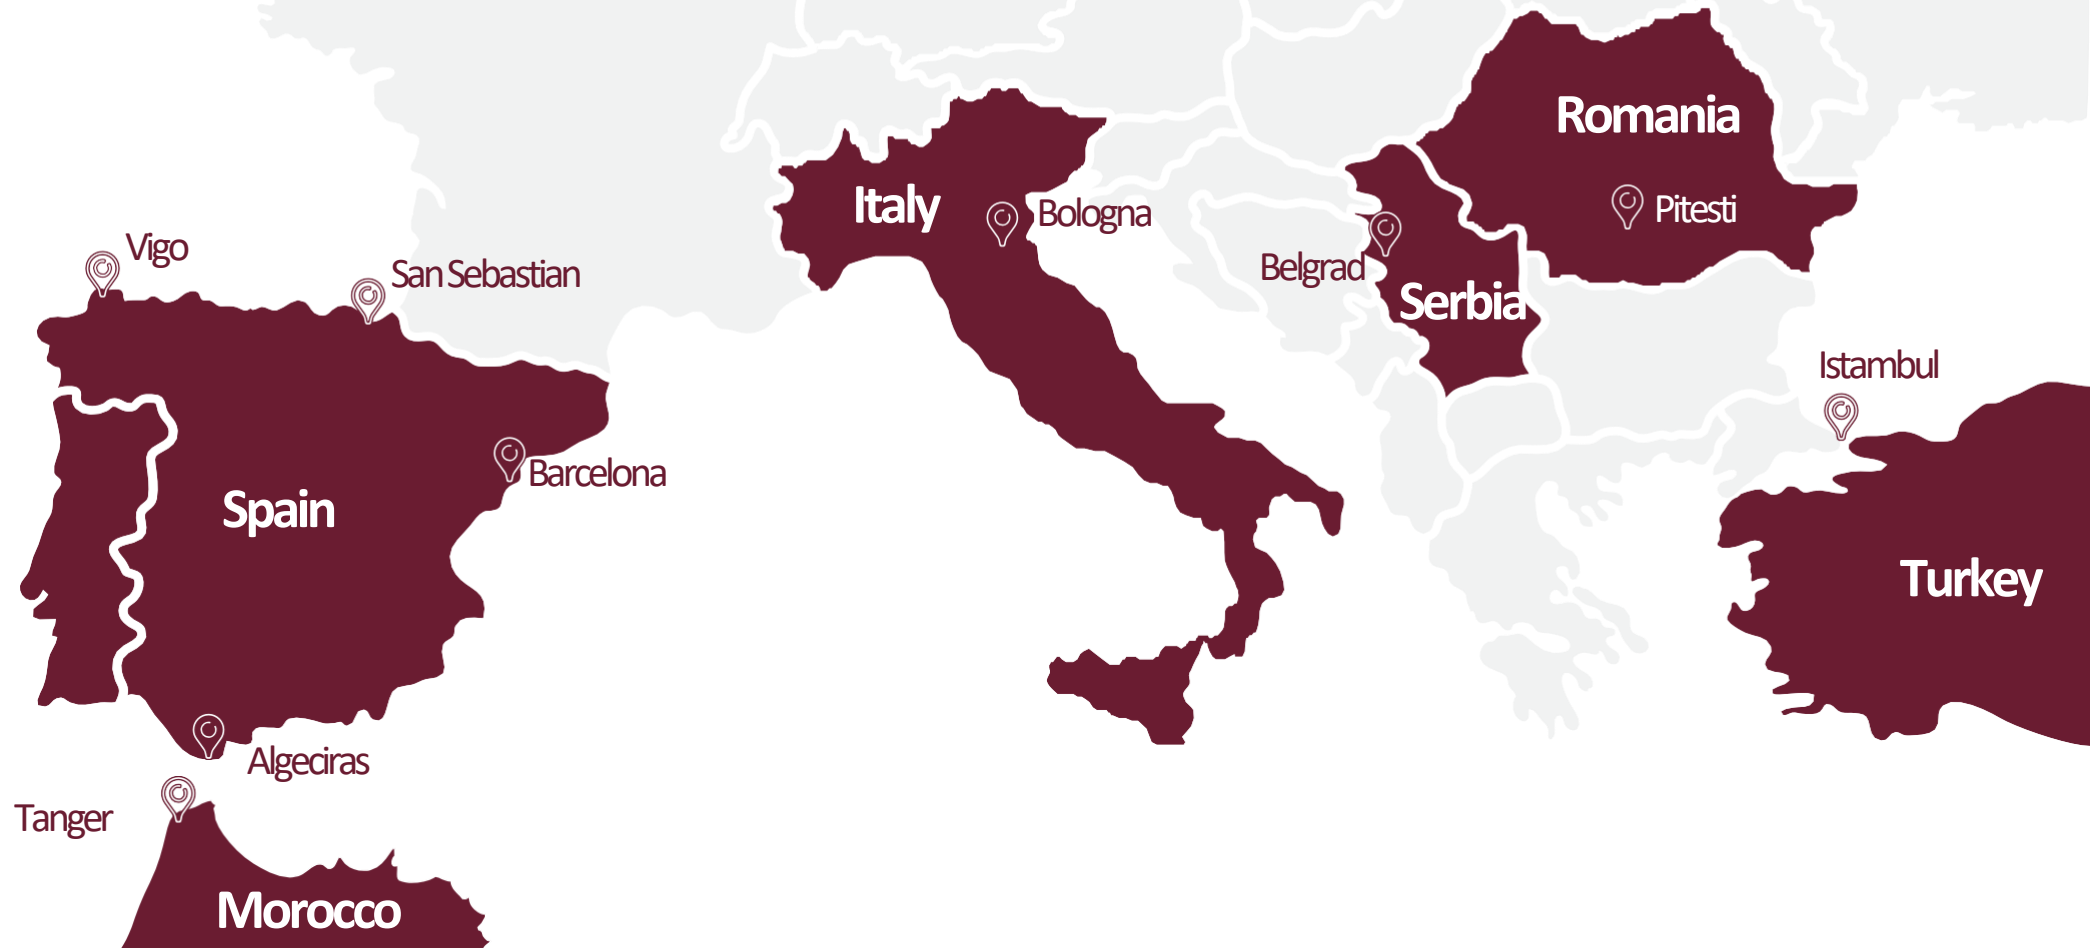 Romania
Italy
Bologna
Pitesti
Vigo
San Sebastian
Belgrad
Serbia
Istambul
Barcelona
Spain
Turkey
Algeciras
Tanger
Morocco